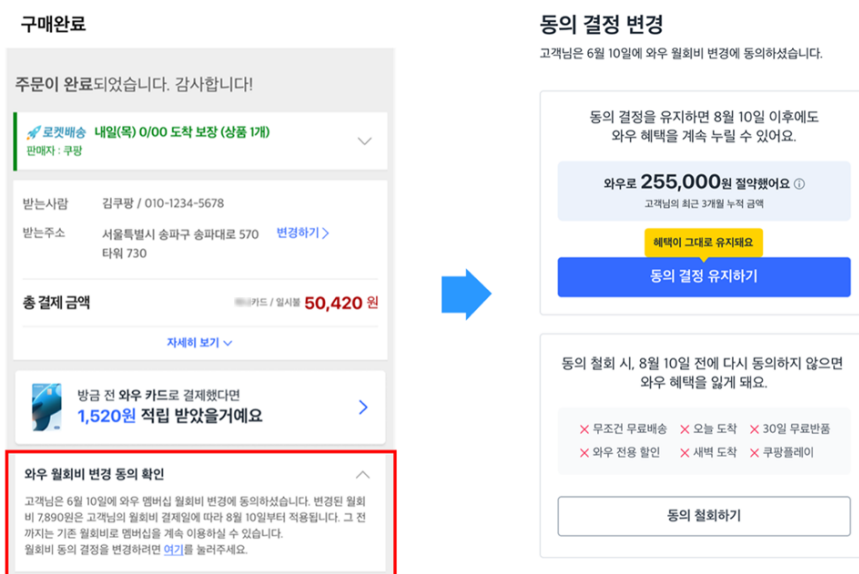 구매완료
주문이 완료되었습니다. 감사합니다!
로켓배송 내일(목) 0/00 도착 보장 (상품 1개)
판매자 : 쿠팡
받는사람 김쿠팡 / 010-1234-5678
받는주소 서울특별시 송파구 송파대로 570 변경하기
타워 730
총 결제 금액 카드 / 일시불 50,420 원
자세히 보기
방금 전 와우 카드로 결제했다면
1,520원 적립 받았을거예요
와우 월회비 변경 동의 확인
고객님은 6월 10일에 와우 멤버십 월회비 변경에 동의하셨습니다. 변경된 월회
비 7,890원은 고객님의 월회비 결제일에 따라 8월 10일부터 적용됩니다. 그 전
까지는 기존 월회비로 멤버십을 계속 이용하실 수 있습니다.
월회비 동의 결정을 변경하려면 여기를 눌러주세요.
동의 결정 변경
고객님은 6월 10일에 와우 월회비 변경에 동의하셨습니다.
동의 결정을 유지하면 8월 10일 이후에도
와우 혜택을 계속 누릴 수 있어요.
와우로 255,000원 절약했어요
고객님의 최근 3개월 누적 금액
혜택이 그대로 유지돼요
동의 결정 유지하기
동의 철회 시, 8월 10일 전에 다시 동의하지 않으면
와우 혜택을 잃게 돼요.
무조건 무료배송 오늘 도착 30일 무료반품
와우 전용 할인 새벽 도착 쿠팡플레이
동의 철회하기